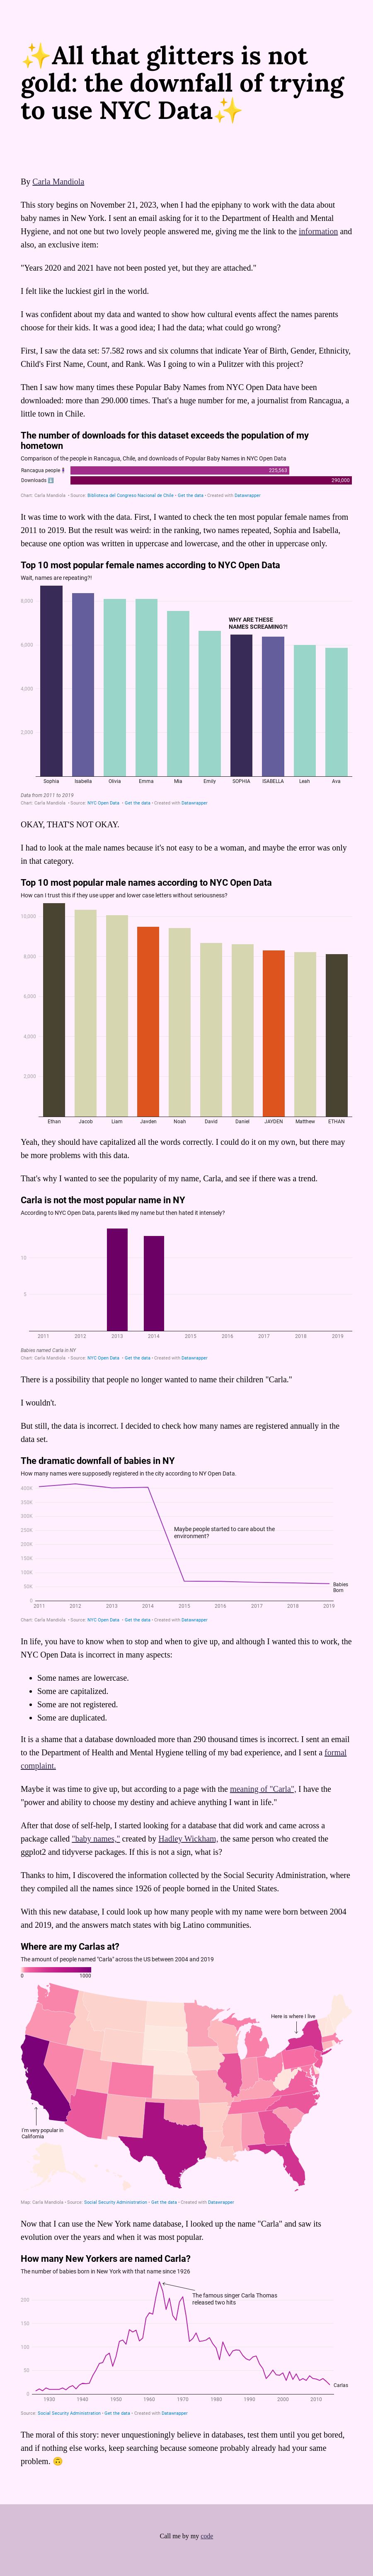 ✨All that glitters is not
gold: the downfall of trying
to use NYC Data✨
By Carla Mandiola
This story begins on November 21, 2023, when I had the epiphany to work with the data about
baby names in New York. I sent an email asking for it to the Department of Health and Mental
Hygiene, and not one but two lovely people answered me, giving me the link to the information and
also, an exclusive item:
"Years 2020 and 2021 have not been posted yet, but they are attached."
I felt like the luckiest girl in the world.
I was confident about my data and wanted to show how cultural events affect the names parents
choose for their kids. It was a good idea; I had the data; what could go wrong?
First, I saw the data set: 57.582 rows and six columns that indicate Year of Birth, Gender, Ethnicity,
Child's First Name, Count, and Rank. Was I going to win a Pulitzer with this project?
Then I saw how many times these Popular Baby Names from NYC Open Data have been
downloaded: more than 290.000 times. That's a huge number for me, a journalist from Rancagua, a
little town in Chile.
The number of downloads for this dataset exceeds the population of my
hometown
Comparison of the people in Rancagua, Chile, and downloads of Popular Baby Names in NYC Open Data
Rancagua people 225,563
Downloads ⬇️ 290,000
Chart: Carla Mandiola • Source: Biblioteca del Congreso Nacional de Chile • Get the data • Created with Datawrapper
It was time to work with the data. First, I wanted to check the ten most popular female names from
2011 to 2019. But the result was weird: in the ranking, two names repeated, Sophia and Isabella,
because one option was written in uppercase and lowercase, and the other in uppercase only.
Top 10 most popular female names according to NYC Open Data
Wait, names are repeating?!
8,000
WHY ARE THESE
NAMES SCREAMING?!
6,000
4,000
2,000
Sophia Isabella Olivia Emma Mia Emily SOPHIA ISABELLA Leah Ava
Data from 2011 to 2019
Chart: Carla Mandiola • Source: NYC Open Data • Get the data • Created with Datawrapper
OKAY, THAT'S NOT OKAY.
I had to look at the male names because it's not easy to be a woman, and maybe the error was only
in that category.
Top 10 most popular male names according to NYC Open Data
How can I trust this if they use upper and lower case letters without seriousness?
10,000
8,000
6,000
4,000
2,000
Ethan Jacob Liam Jayden Noah David Daniel JAYDEN Matthew ETHAN
Yeah, they should have capitalized all the words correctly. I could do it on my own, but there may
be more problems with this data.
That's why I wanted to see the popularity of my name, Carla, and see if there was a trend.
Carla is not the most popular name in NY
According to NYC Open Data, parents liked my name but then hated it intensely?
10
5
2011 2012 2013 2014 2015 2016 2017 2018 2019
Babies named Carla in NY
Chart: Carla Mandiola • Source: NYC Open Data • Get the data • Created with Datawrapper
There is a possibility that people no longer wanted to name their children "Carla."
I wouldn't.
But still, the data is incorrect. I decided to check how many names are registered annually in the
data set.
The dramatic downfall of babies in NY
How many names were supposedly registered in the city according to NY Open Data.
400K
350K
300K
250K
Maybe people started to care about the
environment?
200K
150K
100K
50K
Babies
Born
0
2011 2012 2013 2014 2015 2016 2017 2018 2019
Chart: Carla Mandiola • Source: NYC Open Data • Get the data • Created with Datawrapper
In life, you have to know when to stop and when to give up, and although I wanted this to work, the
NYC Open Data is incorrect in many aspects:
• Some names are lowercase.
• Some are capitalized.
• Some are not registered.
• Some are duplicated.
It is a shame that a database downloaded more than 290 thousand times is incorrect. I sent an email
to the Department of Health and Mental Hygiene telling of my bad experience, and I sent a formal
complaint.
Maybe it was time to give up, but according to a page with the meaning of "Carla", I have the
"power and ability to choose my destiny and achieve anything I want in life."
After that dose of self-help, I started looking for a database that did work and came across a
package called "baby names," created by Hadley Wickham, the same person who created the
ggplo2 and tidyverse packages. If this is not a sign, what is?
Thanks to him, I discovered the information collected by the Social Security Administration, where
they compiled all the names since 1926 of people borned in the United States.
With this new database, I could look up how many people with my name were born between 2004
and 2019, and the answers match states with big Latino communities.
Where are my Carlas at?
The amount of people named "Carla" across the US between 2004 and 2019
0 1000
Here is where I live
I'm very popular in
California
Map: Carla Mandiola • Source: Social Security Administration • Get the data • Created with Datawrapper
Now that I can use the New York name database, I looked up the name "Carla" and saw its
evolution over the years and when it was most popular.
How many New Yorkers are named Carla?
The number of babies born in New York with that name since 1926
The famous singer Carla Thomas
released two hits
200
150
100
50
Carlas
0
1930 1940 1950 1960 1970 1980 1990 2000 2010
Source: Social Security Administration • Get the data • Created with Datawrapper
The moral of this story: never unquestioningly believe in databases, test them until you get bored,
and if nothing else works, keep searching because someone probably already had your same
problem. 🙃
Call me by my code